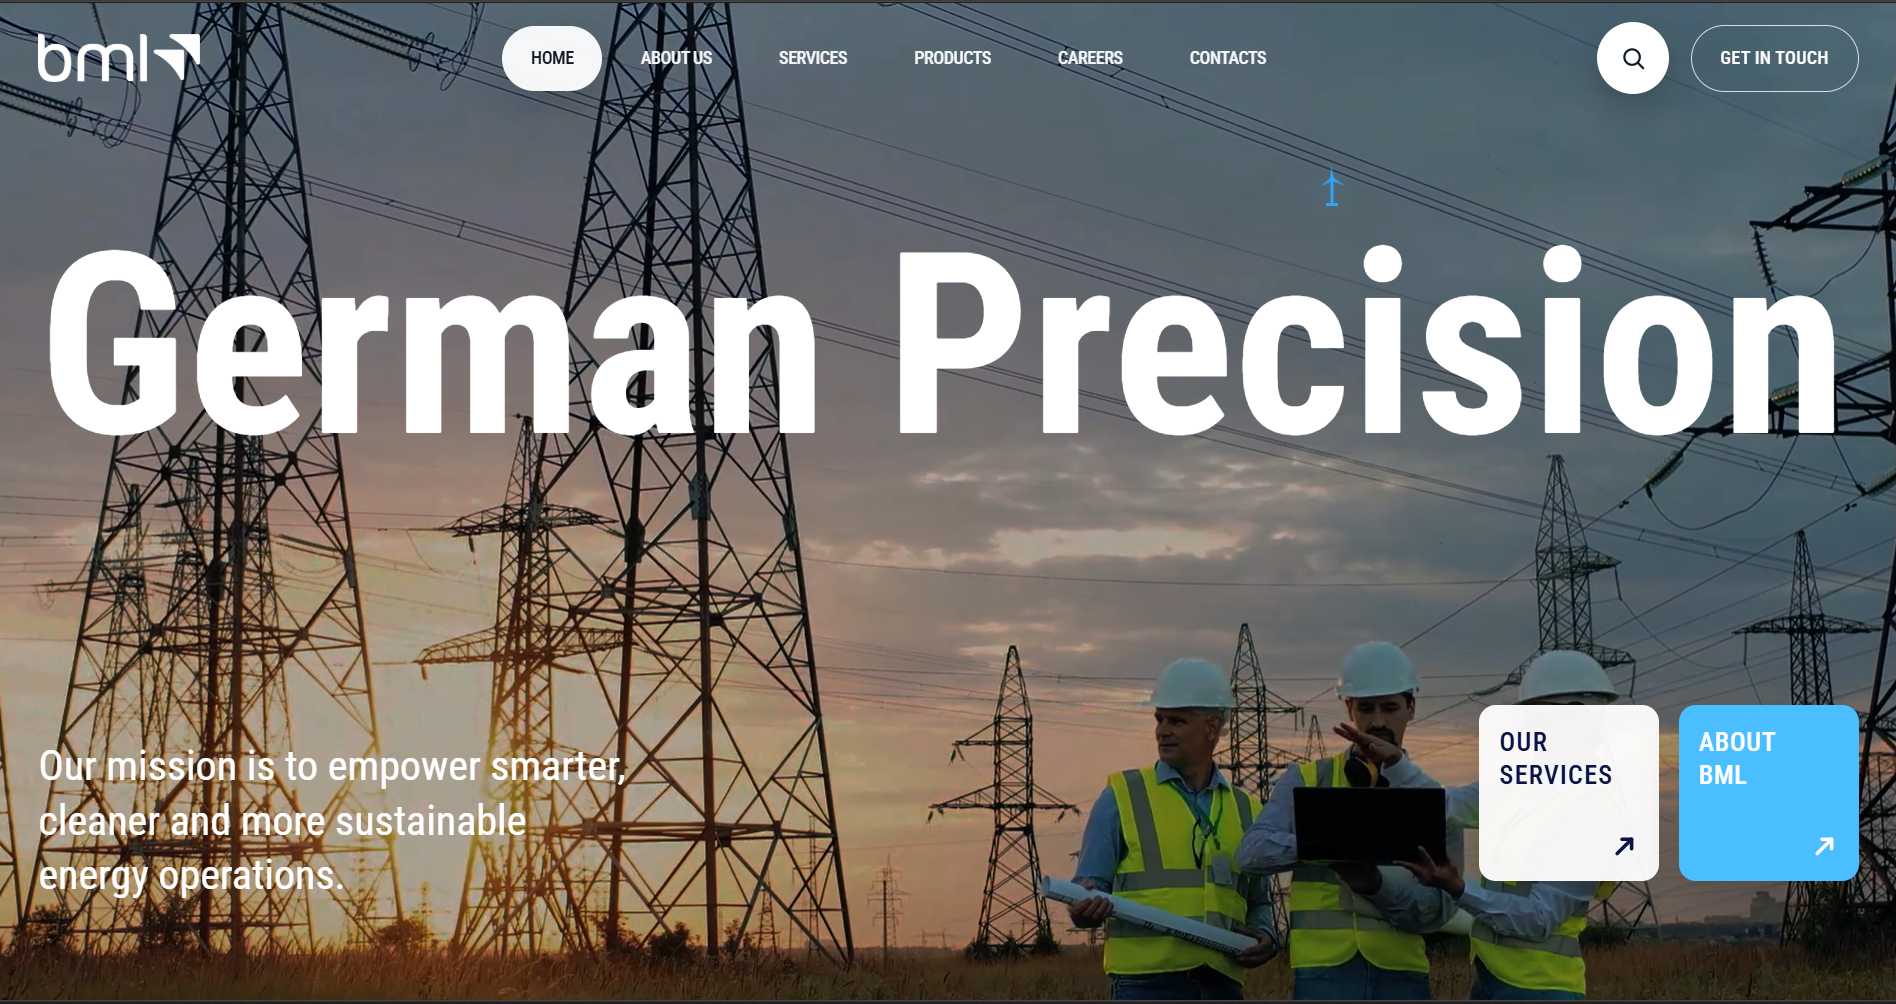 bml
HOME
ABOUT US
SERVICES
PRODUCTS
CAREERS
CONTACTS
GET IN TOUCH
German Precision
Our mission is to empower smarter,
cleaner and more sustainable
energy operations.
OUR
SERVICES
ABOUT
BML